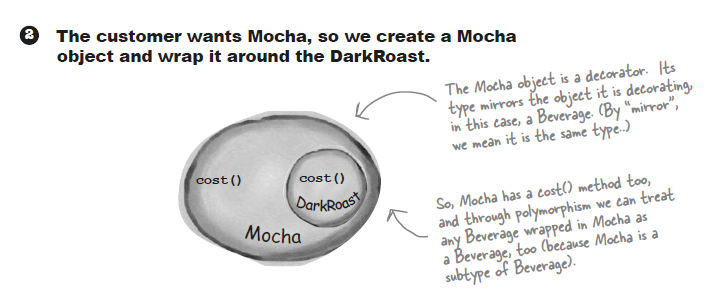 2 The customer wants Mocha, so we create a Mocha
object and wrap it around the DarkRoast.
The Mocha object is a decorator. Its
type mirrors the object it is decorating,
in this case, a Beverage. (By “mirror”,
we mean it is the same type..)
cost()
cost()
DarkRoast
Mocha
So, Mocha has a cost() method too,
and through polymorphism we can treat
any Beverage wrapped in Mocha as
a Beverage, too (because Mocha is a
subtype of Beverage).